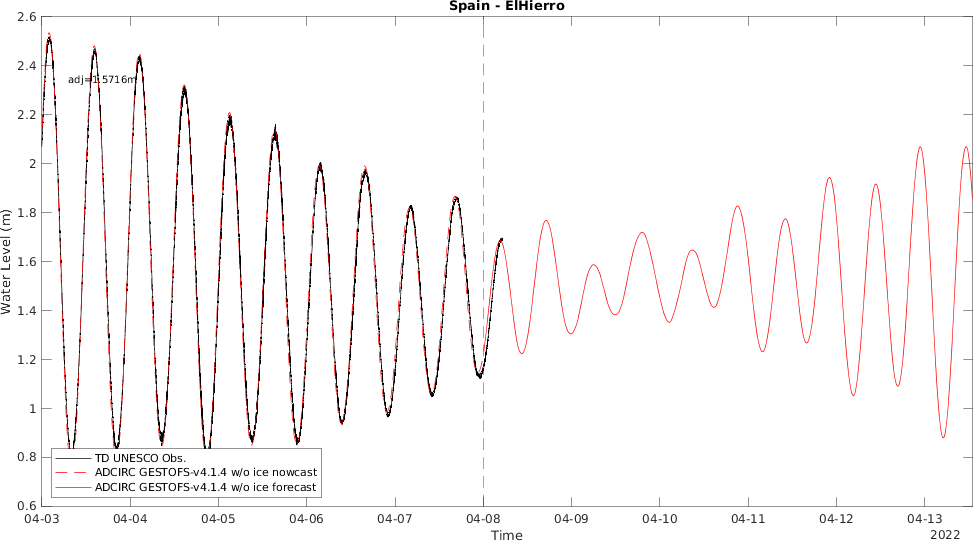 Spain - ElHierro
Water Level (m)
2.6
2.4
2.2
2
1.8
1.6
1.4
1.2
1
0.8
0.6
adj=1.5716m
TD UNESCO Obs.
ADCIRC GESTOFS-v4.1.4 w/o ice nowcast
ADCIRC GESTOFS-v4.1.4 w/o ice forecast
04-03 04-04 04-05 04-06 04-07 04-08 04-09 04-10 04-11 04-12 04-13
Time
2022